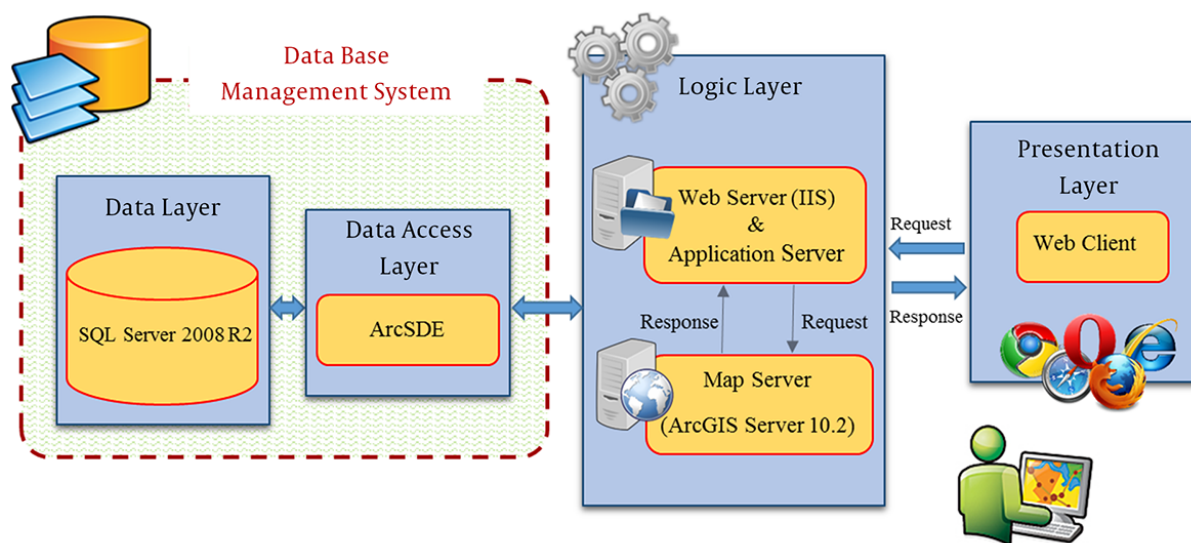 Data Base
Management System
Data Layer
SQL Server 2008 R2
Data Access
Layer
ArcSDE
Logic Layer
Web Server (IIS)
&
Application Server
Response
Request
Map Server
(ArcGIS Server 10.2)
Request
Response
Presentation
Layer
Web Client